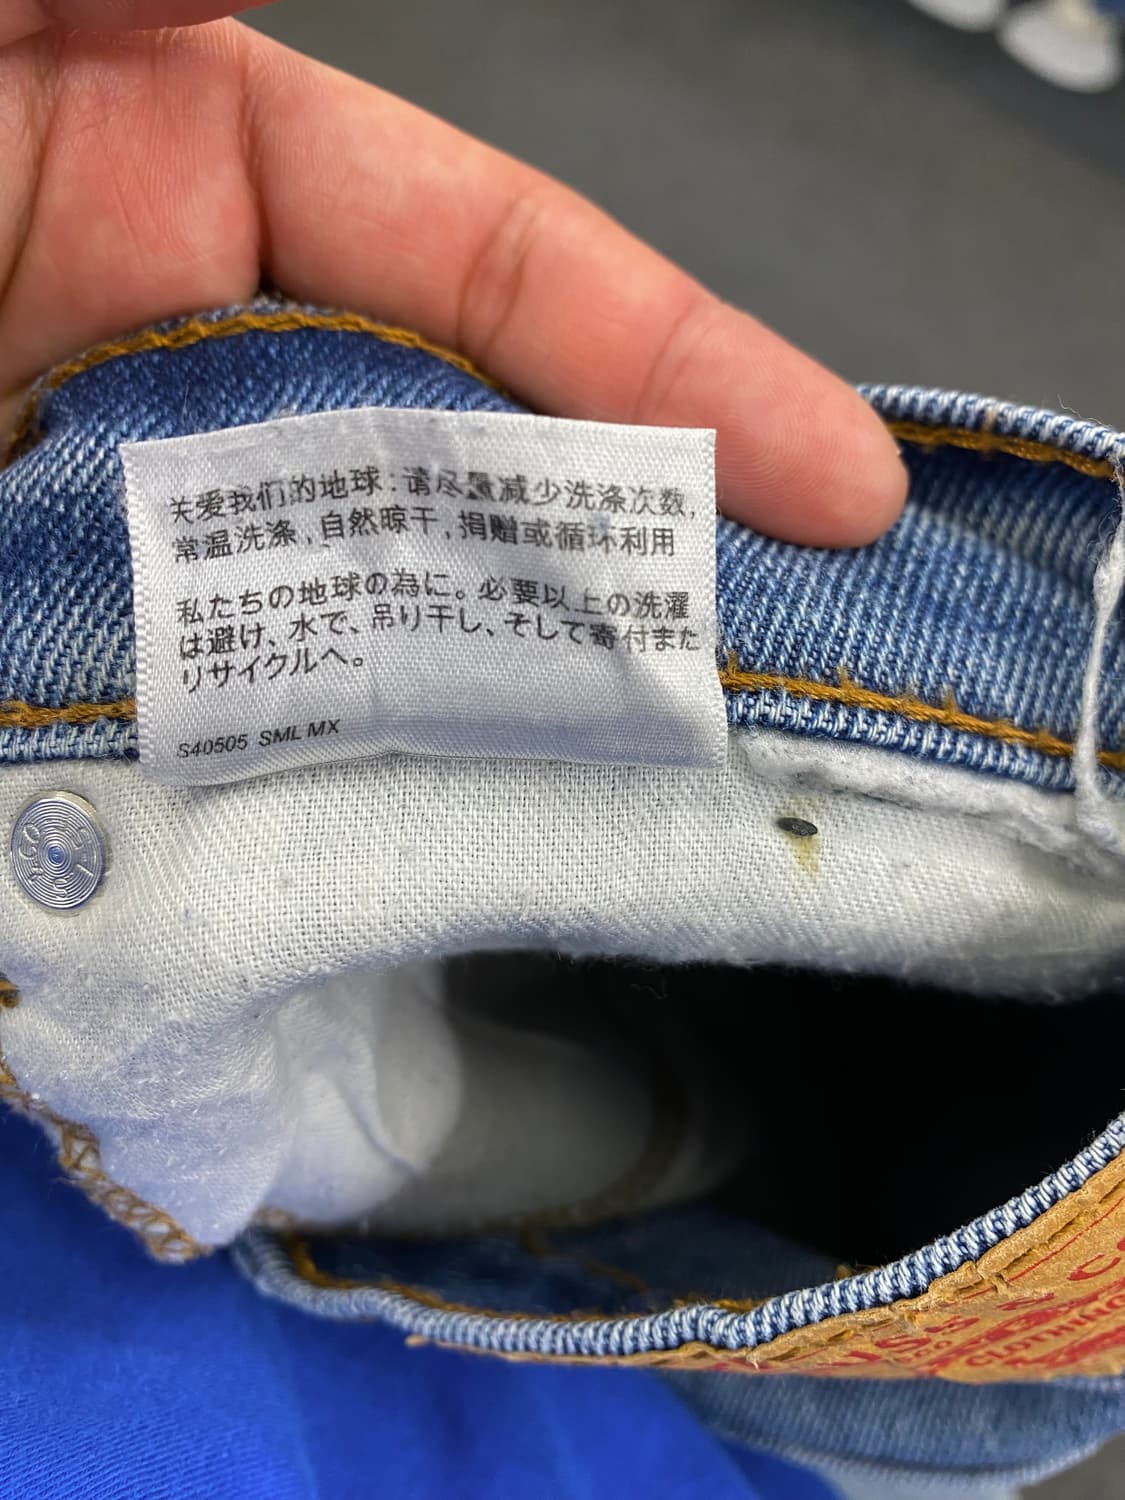 关爱我们的地球:请尽量减少洗涤次数,
常温洗涤,自然晾干,捐赠或循环利用
私たちの地球の為に。必要以上の洗濯
は避け、水で、吊り干し、そして寄付また
リサイクルへ。
S40505 SML MX